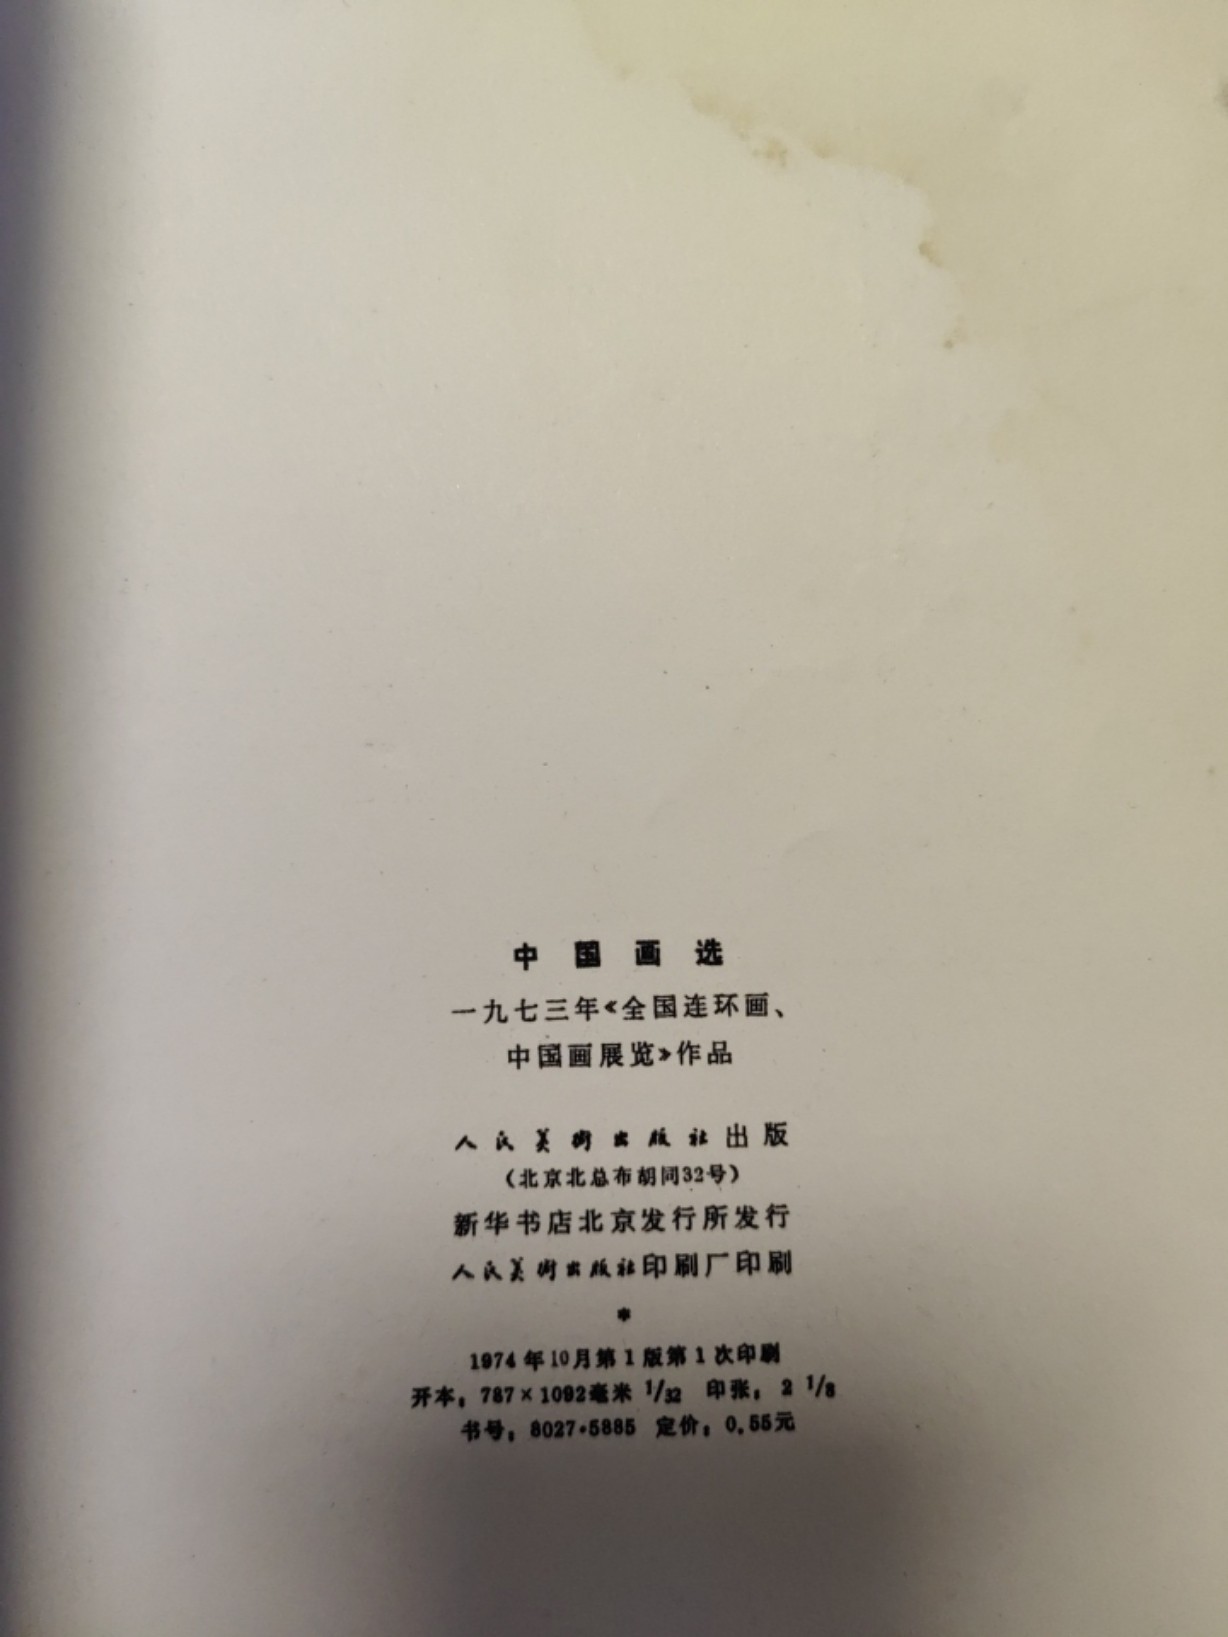 中国画选
一九七三年《全国连环画、
中国画展览》作品
人民美術出版社出版
（北京北总布胡同32号）
新华书店北京发行所发行
人民美術出版社印刷厂印刷
*
1974年10月第1版第1次印刷
开本：787×1092毫米 1/32 印张：2 1/8
书号：8027·5885 定价：0.55元